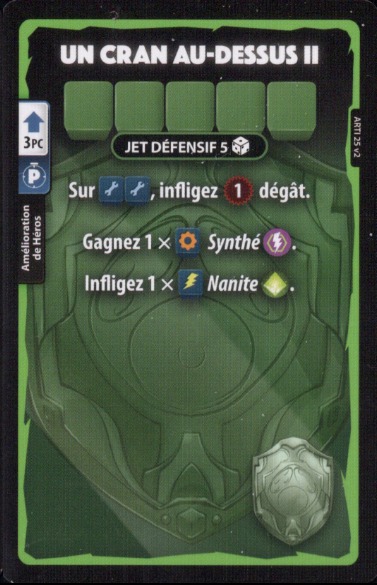 UN CRAN AU-DESSUS II
JET DÉFENSIF 5
3PC
P
Amélioration
de Héros
ARTI 25 v2
Sur , infligez 1 dégât.
Gagnez 1 × Synthé .
Infligez 1 × Nanite .